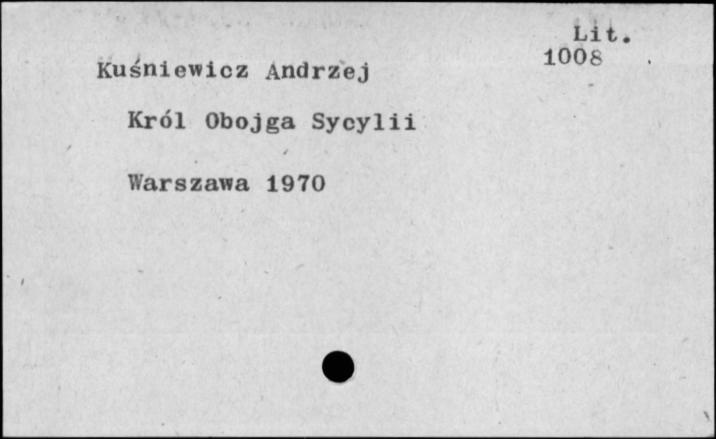 Lit.
1008
Kuśniewicz Andrzej
Król Obojga Sycylii
Warszawa 1970